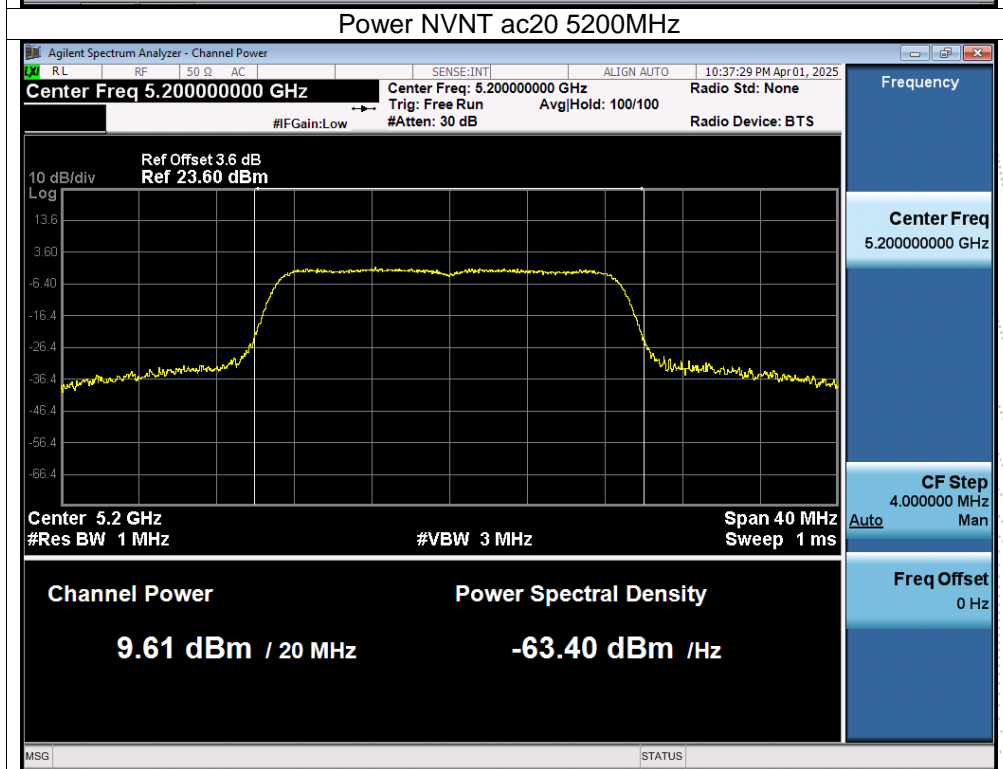 Power NVNT ac20 5200MHz
Agilent Spectrum Analyzer - Channel Power
LXI RL RF 50 Ω AC SENSE:INT ALIGN AUTO 10:37:29 PM Apr 01, 2025
Center Freq 5.200000000 GHz Center Freq: 5.200000000 GHz Radio Std: None Frequency
Trig: Free Run Avg|Hold: 100/100
#IFGain:Low #Atten: 30 dB Radio Device: BTS
Ref Offset 3.6 dB
10 dB/div Ref 23.60 dBm
Log
13.6
3.60
-6.40
-16.4
-26.4
-36.4
-46.4
-56.4
-66.4
Center Freq
5.200000000 GHz
Center 5.2 GHz Span 40 MHz
#Res BW 1 MHz #VBW 3 MHz Sweep 1 ms
CF Step
4.000000 MHz
Auto Man
Freq Offset
0 Hz
Channel Power Power Spectral Density
9.61 dBm / 20 MHz -63.40 dBm /Hz
MSG STATUS